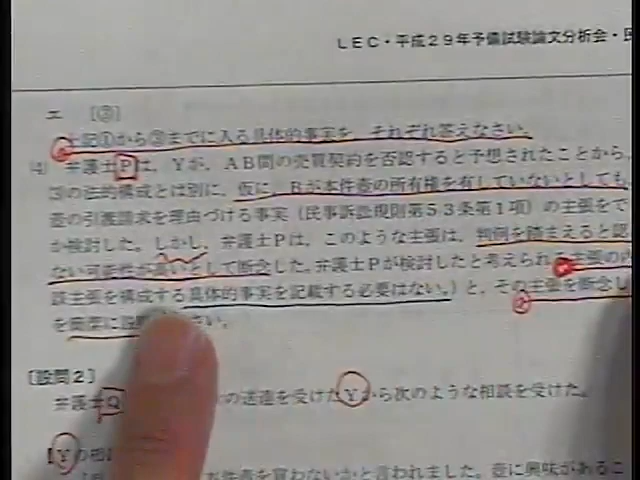 LEC・平成29年予備試験論文分析会・民
エ [③]
上記①から③までに入る具体的事実を、それぞれ答えなさい。
(4) 弁護士Pは、Yが、AB間の売買契約を否認すると予想されたことから、
の法的構成とは別に、仮に、Bが本件壺の所有権を有していないとしても
壺の引渡請求を理由づける事実（民事訴訟規則第53条第1項）の主張をで
か検討した。しかし、弁護士Pは、このような主張は、判例を踏まえると認
ない可能性が高いとして断念した。弁護士Pが検討したと考えられ 主張の内
該主張を構成する具体的事実を記載する必要はない。）と、その主張を断念し
を簡潔に説 い。
[設問2]
弁護士Q の送達を受けたYから次のような相談を受けた。
【Yの相
本件壺を買わないかと言われました。壺に興味があるこ